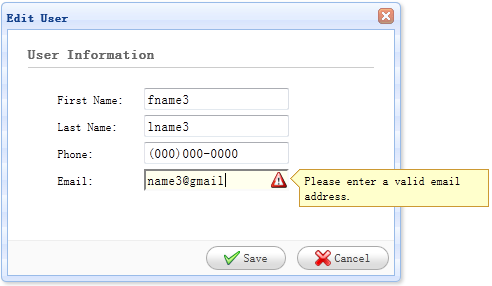 Edit User
User Information
First Name: fname3
Last Name: lname3
Phone: (000)000-0000
Email: name3@gmail
Please enter a valid email
address.
Save Cancel